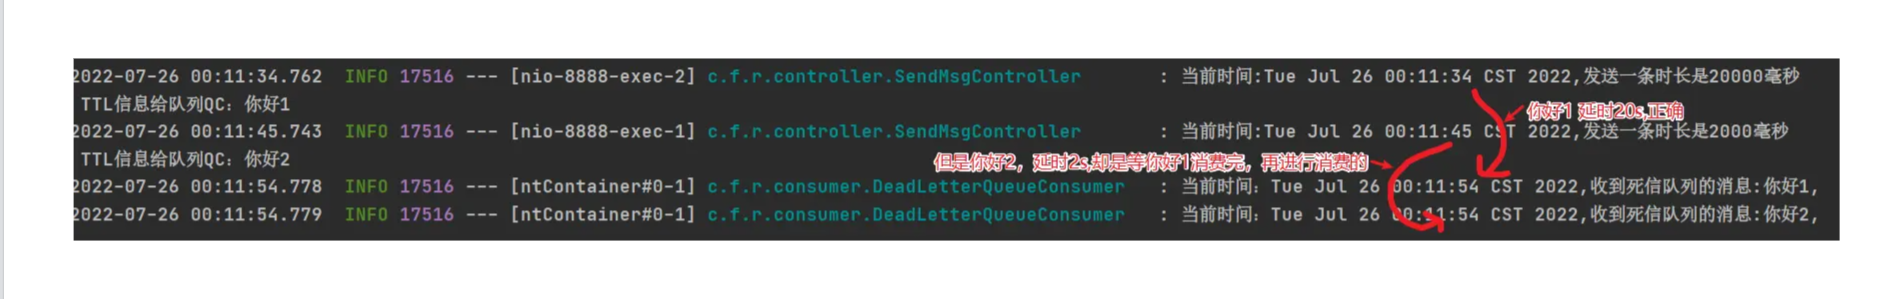 2022-07-26 00:11:34.762  INFO 17516 --- [nio-8888-exec-2] c.f.r.controller.SendMsgController       : 当前时间:Tue Jul 26 00:11:34 CST 2022,发送一条时长是20000毫秒
TTL信息给队列QC: 你好1
你好1 延时20s,正确
2022-07-26 00:11:45.743  INFO 17516 --- [nio-8888-exec-1] c.f.r.controller.SendMsgController       : 当前时间:Tue Jul 26 00:11:45 CST 2022,发送一条时长是2000毫秒
TTL信息给队列QC: 你好2
但是你好2，延时2s,却是等你好1消费完，再进行消费的
2022-07-26 00:11:54.778  INFO 17516 --- [ntContainer#0-1] c.f.r.consumer.DeadLetterQueueConsumer   : 当前时间: Tue Jul 26 00:11:54 CST 2022,收到死信队列的消息:你好1,
2022-07-26 00:11:54.779  INFO 17516 --- [ntContainer#0-1] c.f.r.consumer.DeadLetterQueueConsumer   : 当前时间: Tue Jul 26 00:11:54 CST 2022,收到死信队列的消息:你好2,